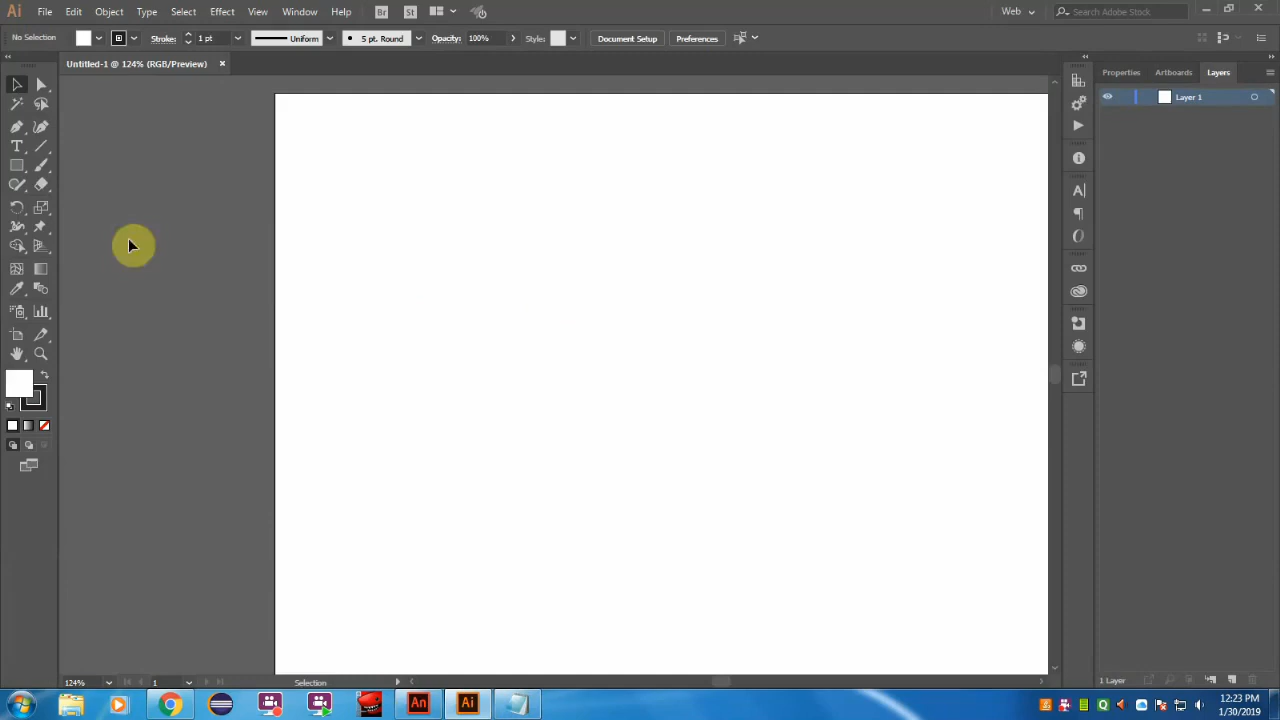 Ai File Edit Object Type Select Effect View Window Help Br St Web Search Adobe Stock
No Selection Stroke: 1 pt Uniform 5 pt. Round Opacity: 100% Style: Document Setup Preferences
Untitled-1 @ 124% (RGB/Preview)
Properties Artboards Layers
Layer 1
124% 1 Selection
1 Layer
An Ai
12:23 PM
1/30/2019